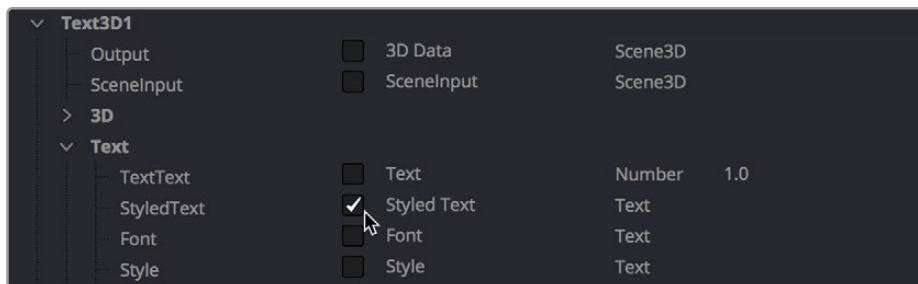 Text3D1
Output 3D Data Scene3D
SceneInput SceneInput Scene3D
3D
Text
TextText Text Number 1.0
StyledText Styled Text Text
Font Font Text
Style Style Text